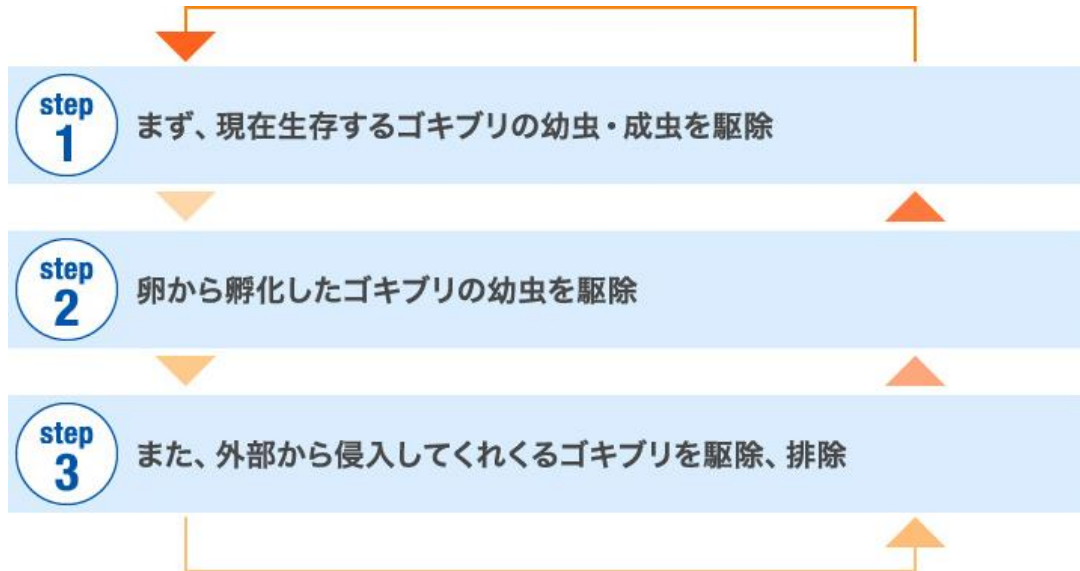 step
1
まず、現在生存するゴキブリの幼虫・成虫を駆除
step
2
卵から孵化したゴキブリの幼虫を駆除
step
3
また、外部から侵入してくれくるゴキブリを駆除、排除